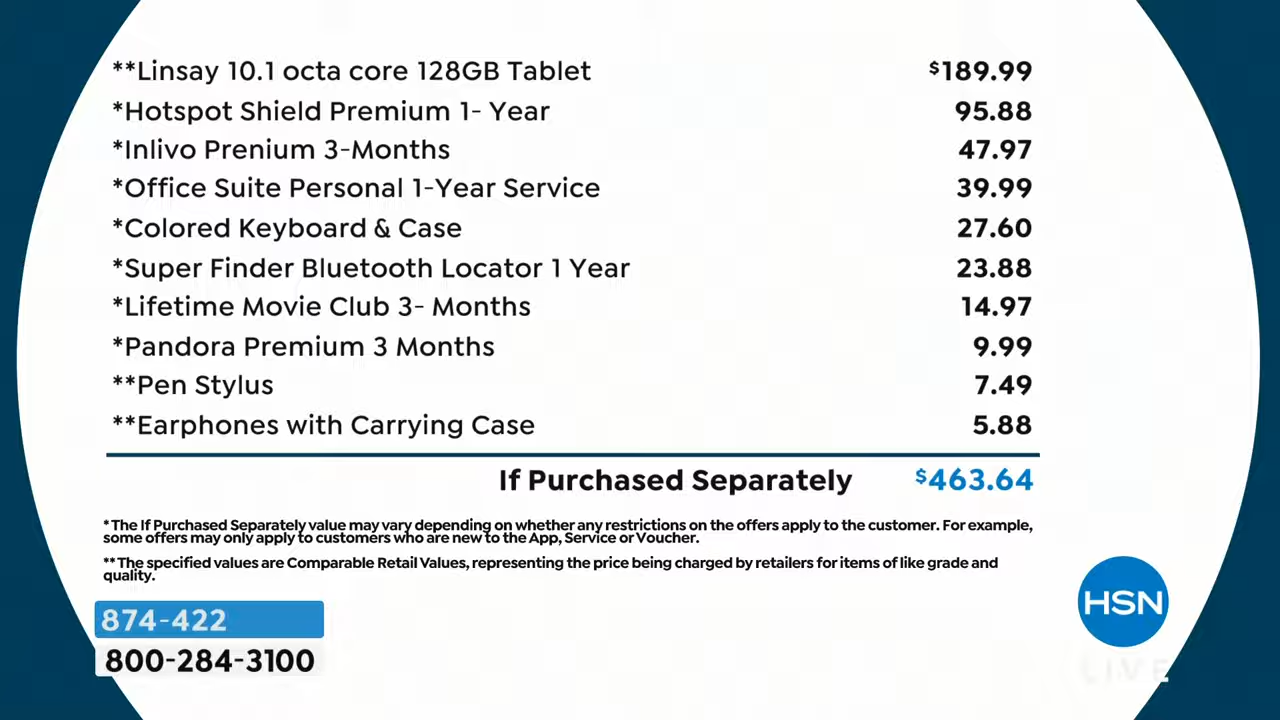 **Linsay 10.1 octa core 128GB Tablet $189.99
*Hotspot Shield Premium 1- Year 95.88
*Inlivo Prenium 3-Months 47.97
*Office Suite Personal 1-Year Service 39.99
*Colored Keyboard & Case 27.60
*Super Finder Bluetooth Locator 1 Year 23.88
*Lifetime Movie Club 3- Months 14.97
*Pandora Premium 3 Months 9.99
**Pen Stylus 7.49
**Earphones with Carrying Case 5.88
If Purchased Separately $463.64
* The If Purchased Separately value may vary depending on whether any restrictions on the offers apply to the customer. For example,
some offers may only apply to customers who are new to the App, Service or Voucher.
** The specified values are Comparable Retail Values, representing the price being charged by retailers for items of like grade and
quality.
874-422
800-284-3100
HSN
LIVE